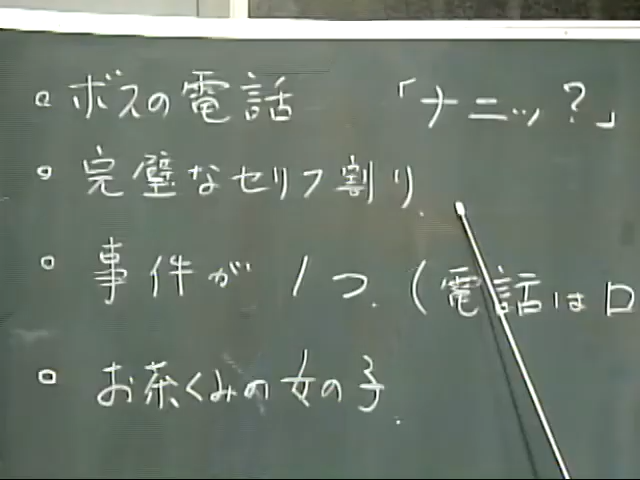 ▫ ボスの電話 「ナニッ?」
▫ 完璧なセリフ割り
▫ 事件が1つ (電話は
▫ お茶くみの女の子